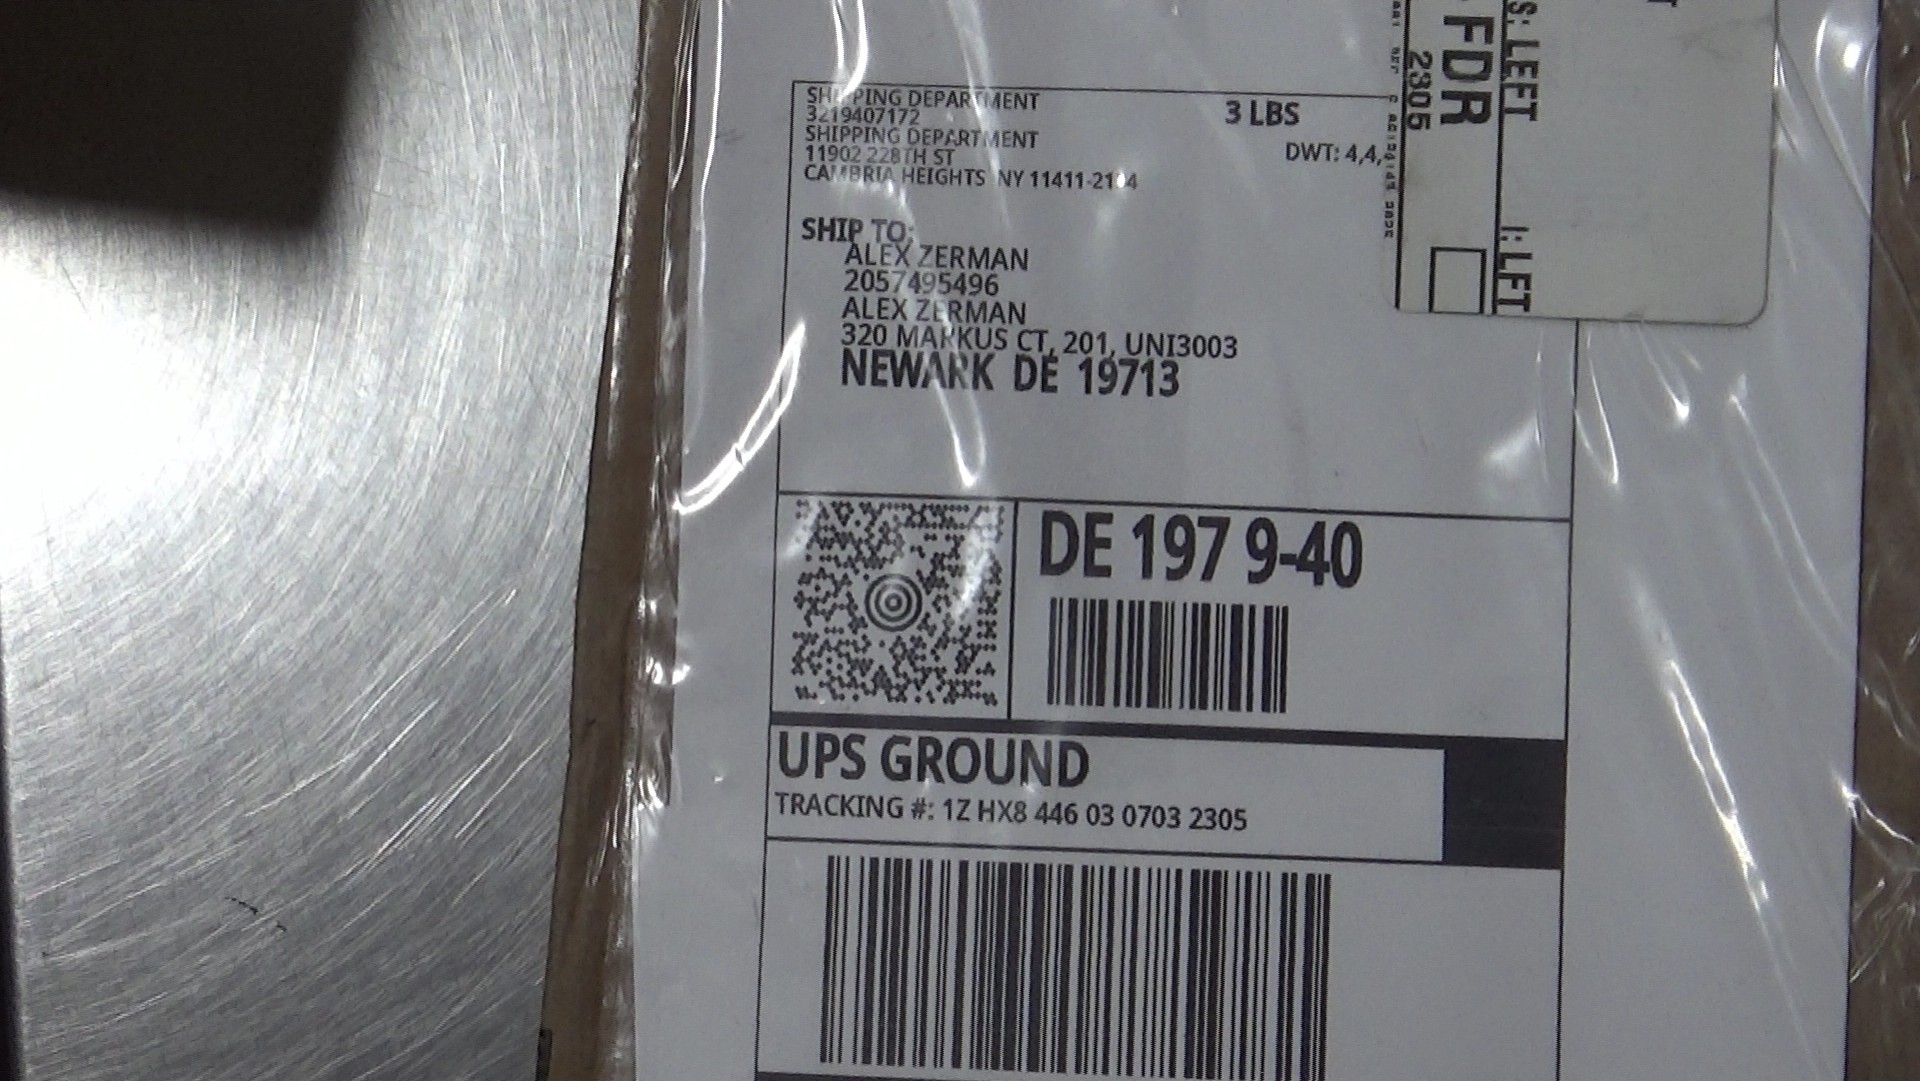 SHIPPING DEPARTMENT
3219407172
SHIPPING DEPARTMENT
11902 228TH ST
CAMBRIA HEIGHTS NY 11411
3 LBS
DWT: 4,4,
SHIP TO:
ALEX ZERMAN
2057495496
ALEX ZERMAN
320 MARKUS CT, 201, UNI3003
NEWARK DE 19713
DE 197 9-40
UPS GROUND
TRACKING #: 1Z HX8 446 03 0703 2305
FDR
2305
S: LEFT
I: LFT